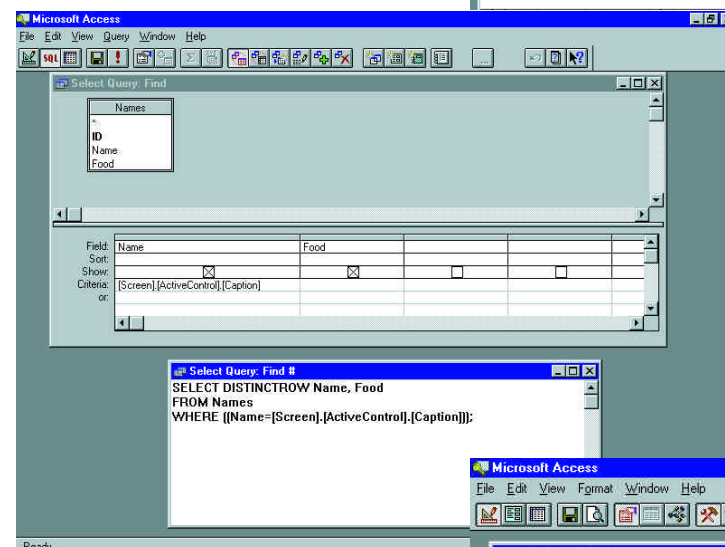 Microsoft Access
File Edit View Query Window Help
SQL
Select Query: Find
Names
*
ID
Name
Food
Field: Name Food
Sort:
Show:
Criteria: [Screen].[ActiveControl].[Caption]
or:
Select Query: Find #
SELECT DISTINCTROW Name, Food
FROM Names
WHERE ((Name=[Screen].[ActiveControl].[Caption]));
Microsoft Access
File Edit View Format Window Help
Ready